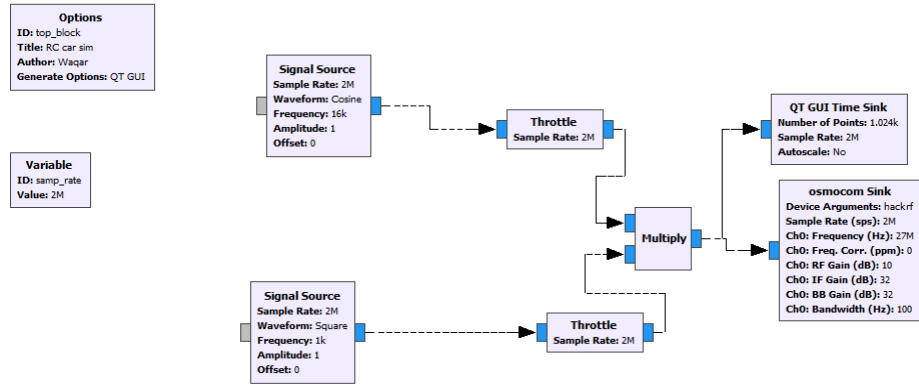 Options
ID: top_block
Title: RC car sim
Author: Waqar
Generate Options: QT GUI
Variable
ID: samp_rate
Value: 2M
Signal Source
Sample Rate: 2M
Waveform: Cosine
Frequency: 16k
Amplitude: 1
Offset: 0
Throttle
Sample Rate: 2M
Signal Source
Sample Rate: 2M
Waveform: Square
Frequency: 1k
Amplitude: 1
Offset: 0
Throttle
Sample Rate: 2M
Multiply
QT GUI Time Sink
Number of Points: 1.024k
Sample Rate: 2M
Autoscale: No
osmocom Sink
Device Arguments: hackrf
Sample Rate (sps): 2M
Ch0: Frequency (Hz): 27M
Ch0: Freq. Corr. (ppm): 0
Ch0: RF Gain (dB): 10
Ch0: IF Gain (dB): 32
Ch0: BB Gain (dB): 32
Ch0: Bandwidth (Hz): 100